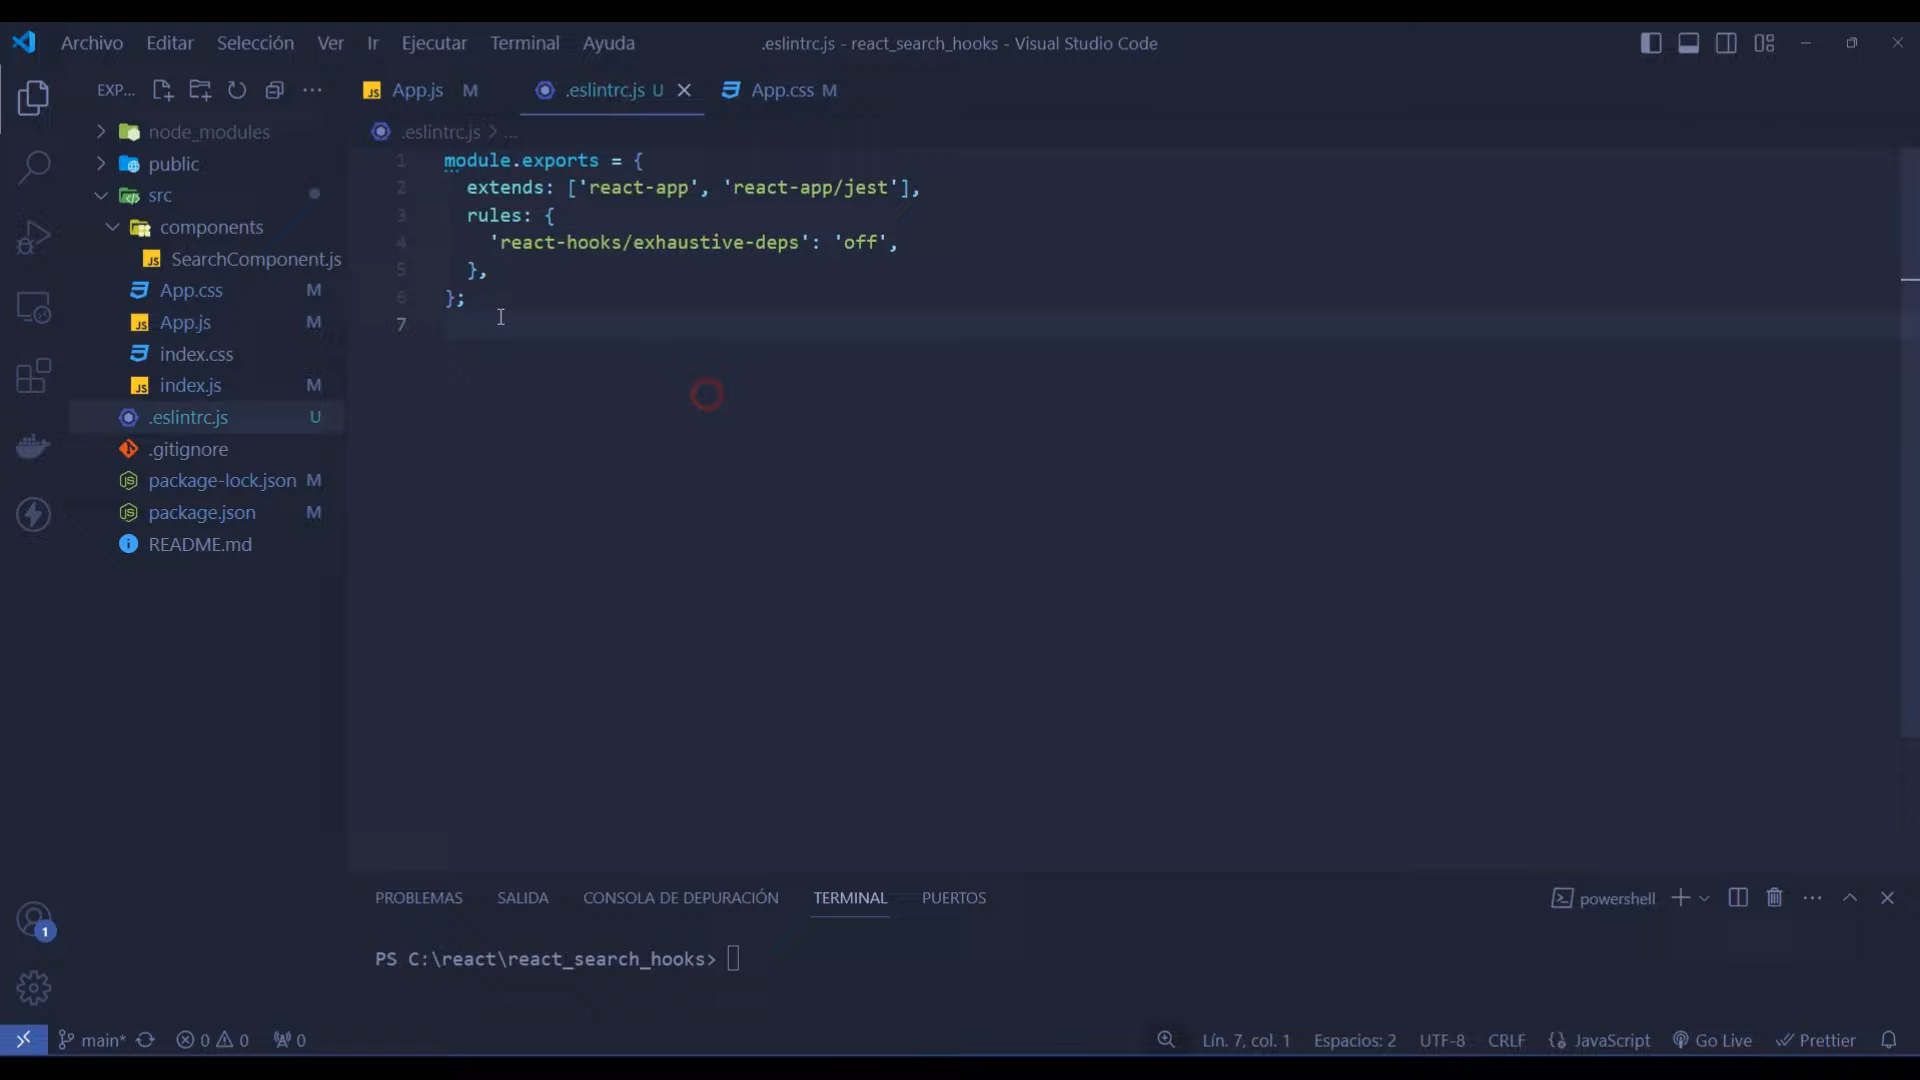 Archivo Editar Selección Ver Ir Ejecutar Terminal Ayuda
.eslintrc.js - react_search_hooks - Visual Studio Code
EXP...
App.js M
.eslintrc.js U
App.css M
node_modules
public
src
components
SearchComponent.js
App.css M
App.js M
index.css
index.js M
.eslintrc.js U
.gitignore
package-lock.json M
package.json M
README.md
.eslintrc.js > ...
1 module.exports = {
2 extends: ['react-app', 'react-app/jest'],
3 rules: {
4 'react-hooks/exhaustive-deps': 'off',
5 },
6 };
7
PROBLEMAS SALIDA CONSOLA DE DEPURACIÓN TERMINAL PUERTOS
powershell
PS C:\react\react_search_hooks>
1
main* 0 0 0
Lín. 7, col. 1 Espacios: 2 UTF-8 CRLF JavaScript Go Live Prettier